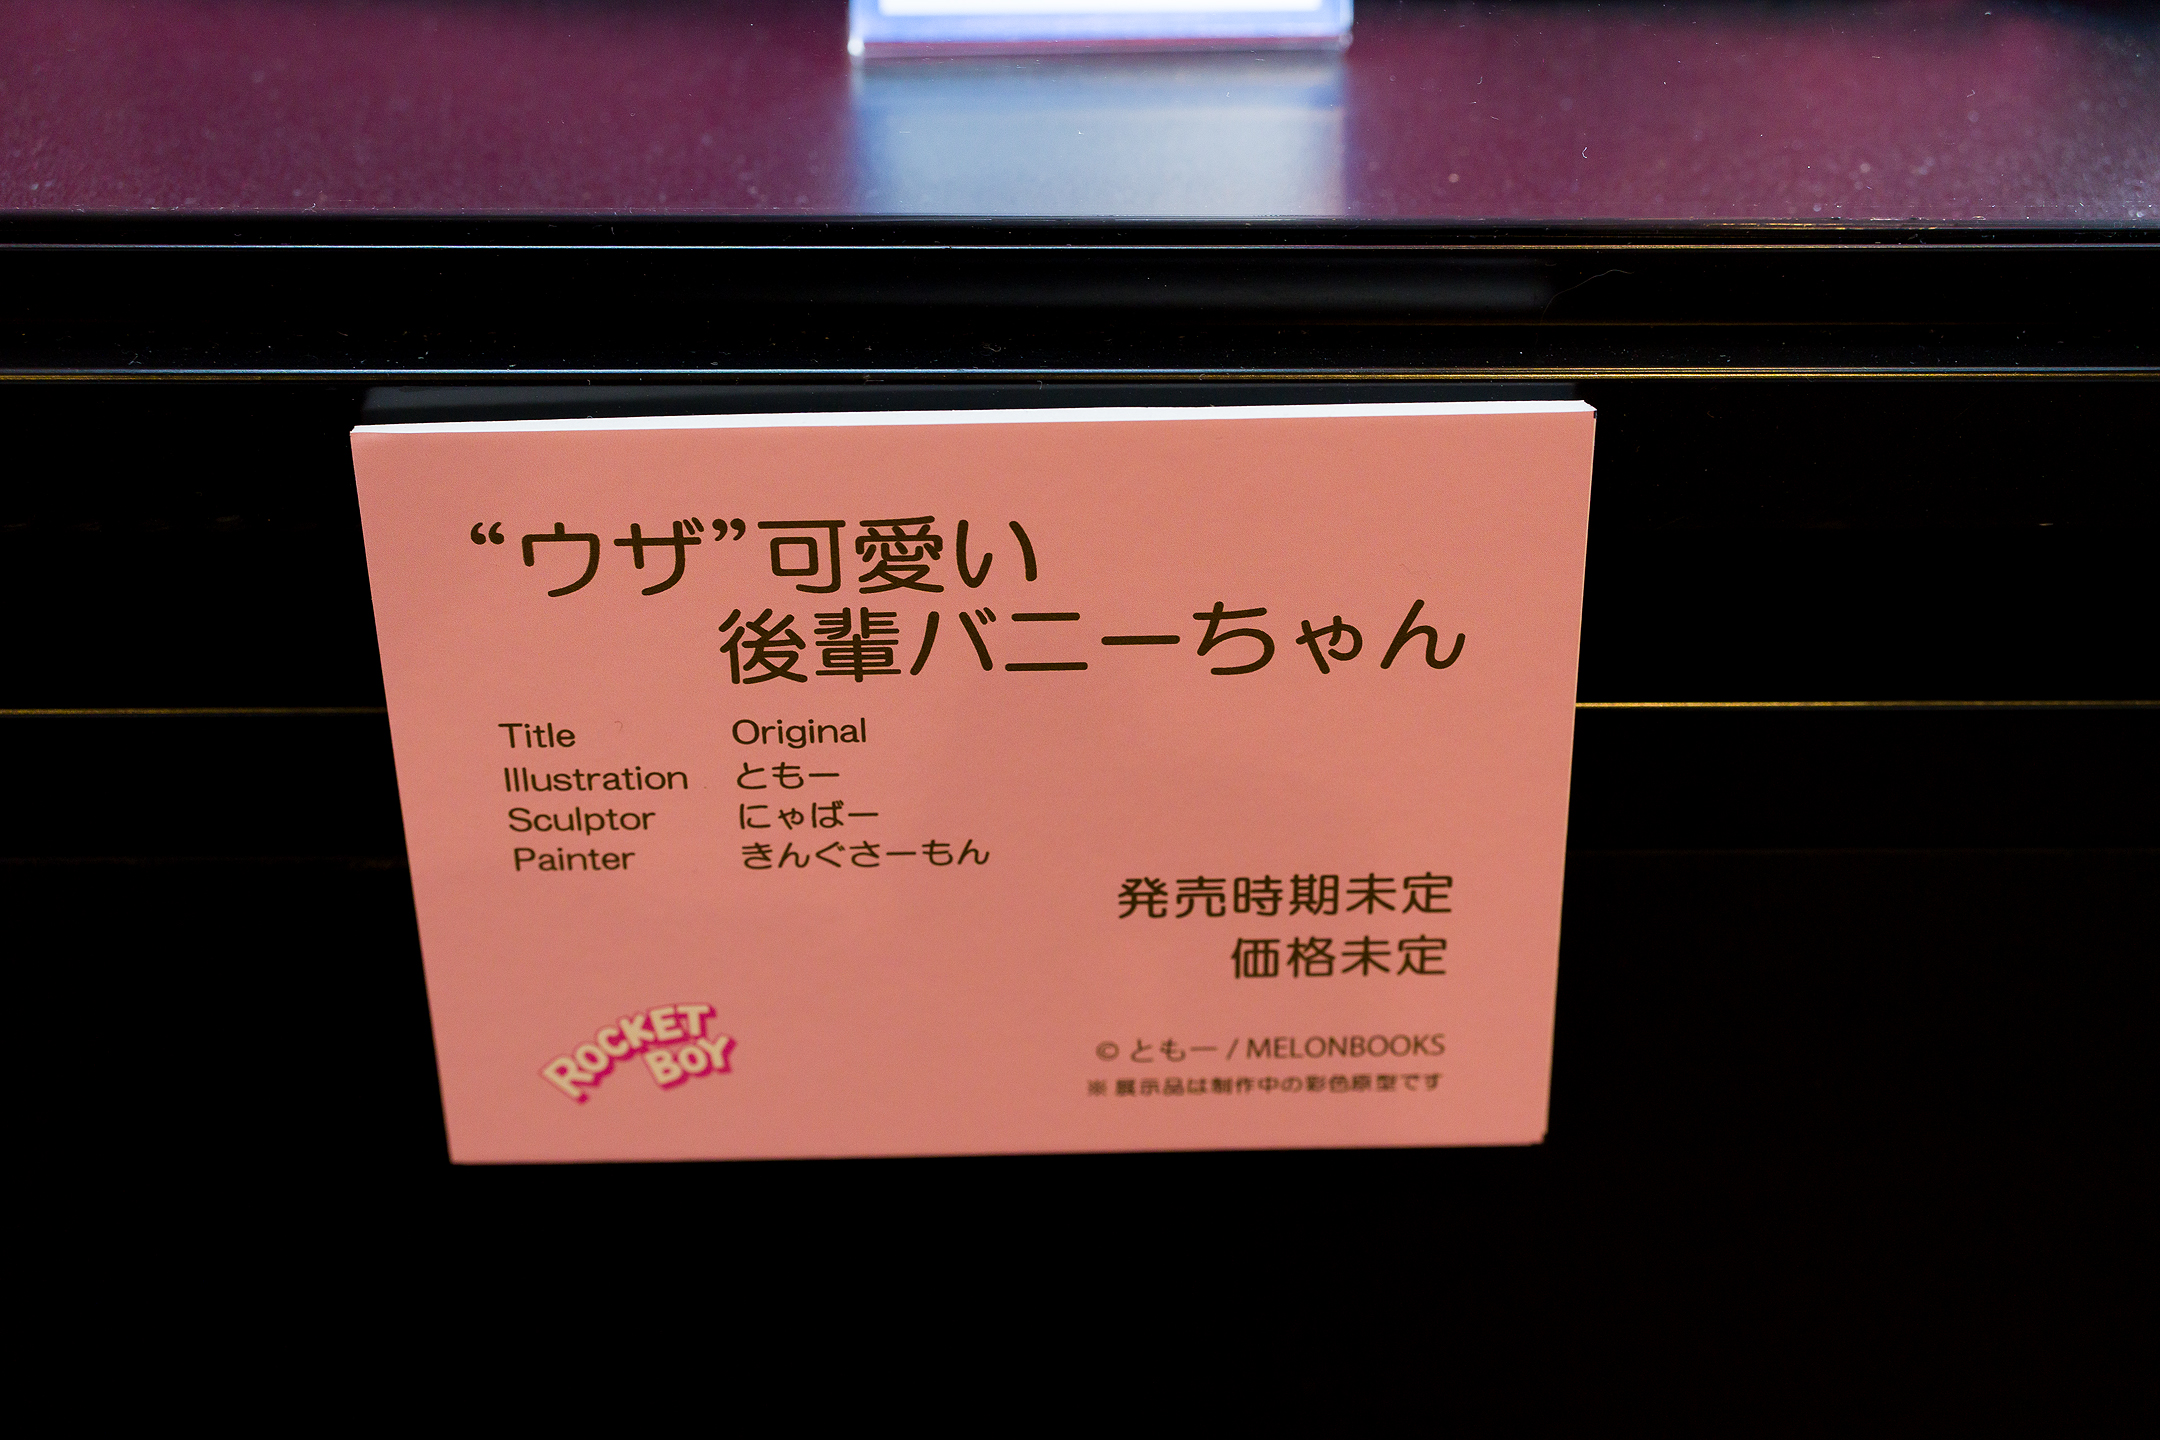 “ウザ”可愛い
後輩バニーちゃん
Title Original
Illustration ともー
Sculptor にゃばー
Painter きんぐさーもん
発売時期未定
価格未定
ROCKET
BOY
© ともー / MELONBOOKS
※ 展示品は制作中の彩色原型です